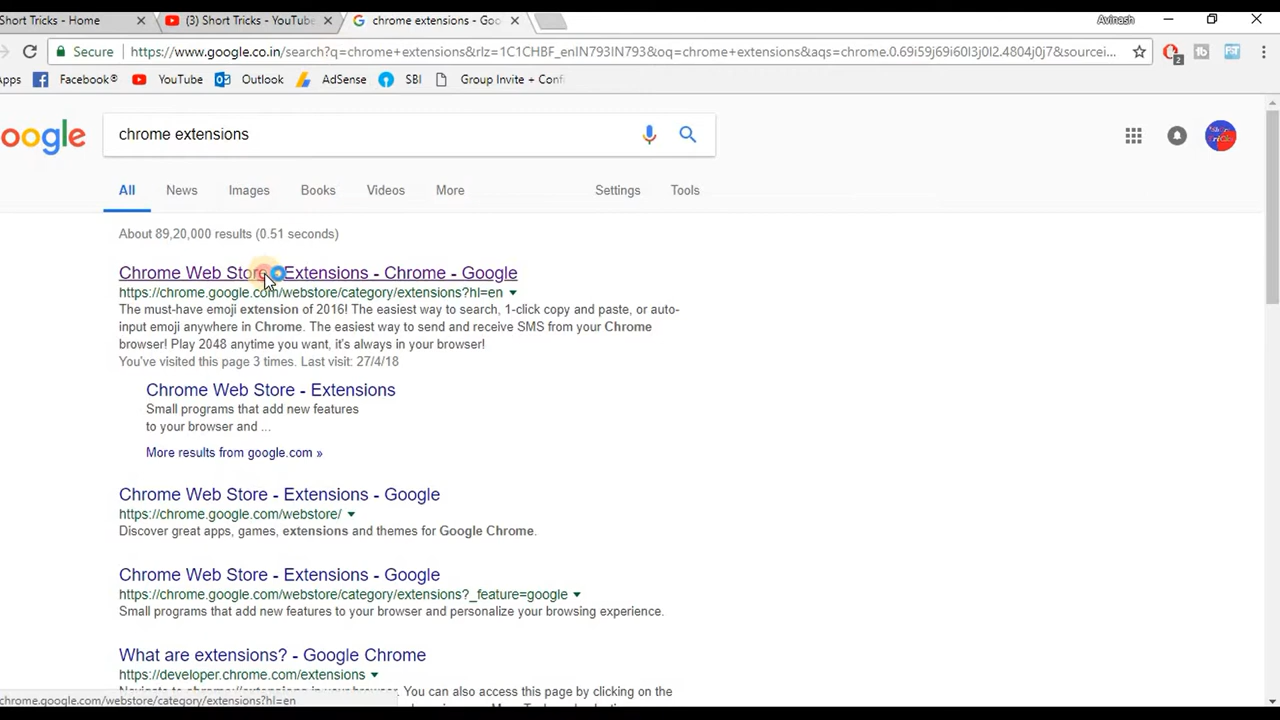 Short Tricks - Home
(3) Short Tricks - YouTube
chrome extensions - Goo
Avinash
Secure
https://www.google.co.in/search?q=chrome+extensions&rlz=1C1CHBF_enIN793IN793&oq=chrome+extensions&aqs=chrome.0.69i59j69i60l3j0l2.4804j0j7&sourcei...
2
pps
Facebook®
YouTube
Outlook
AdSense
SBI
Group Invite + Conf
oogle
chrome extensions
All
News
Images
Books
Videos
More
Settings
Tools
About 89,20,000 results (0.51 seconds)
Chrome Web Store - Extensions - Chrome - Google
https://chrome.google.com/webstore/category/extensions?hl=en
The must-have emoji extension of 2016! The easiest way to search, 1-click copy and paste, or auto-
input emoji anywhere in Chrome. The easiest way to send and receive SMS from your Chrome
browser! Play 2048 anytime you want, it's always in your browser!
You've visited this page 3 times. Last visit: 27/4/18
Chrome Web Store - Extensions
Small programs that add new features
to your browser and ...
More results from google.com »
Chrome Web Store - Extensions - Google
https://chrome.google.com/webstore/
Discover great apps, games, extensions and themes for Google Chrome.
Chrome Web Store - Extensions - Google
https://chrome.google.com/webstore/category/extensions?_feature=google
Small programs that add new features to your browser and personalize your browsing experience.
What are extensions? - Google Chrome
https://developer.chrome.com/extensions
Navigate to chrome://extensions in your browser. You can also access this page by clicking on the
chrome.google.com/webstore/category/extensions?hl=en